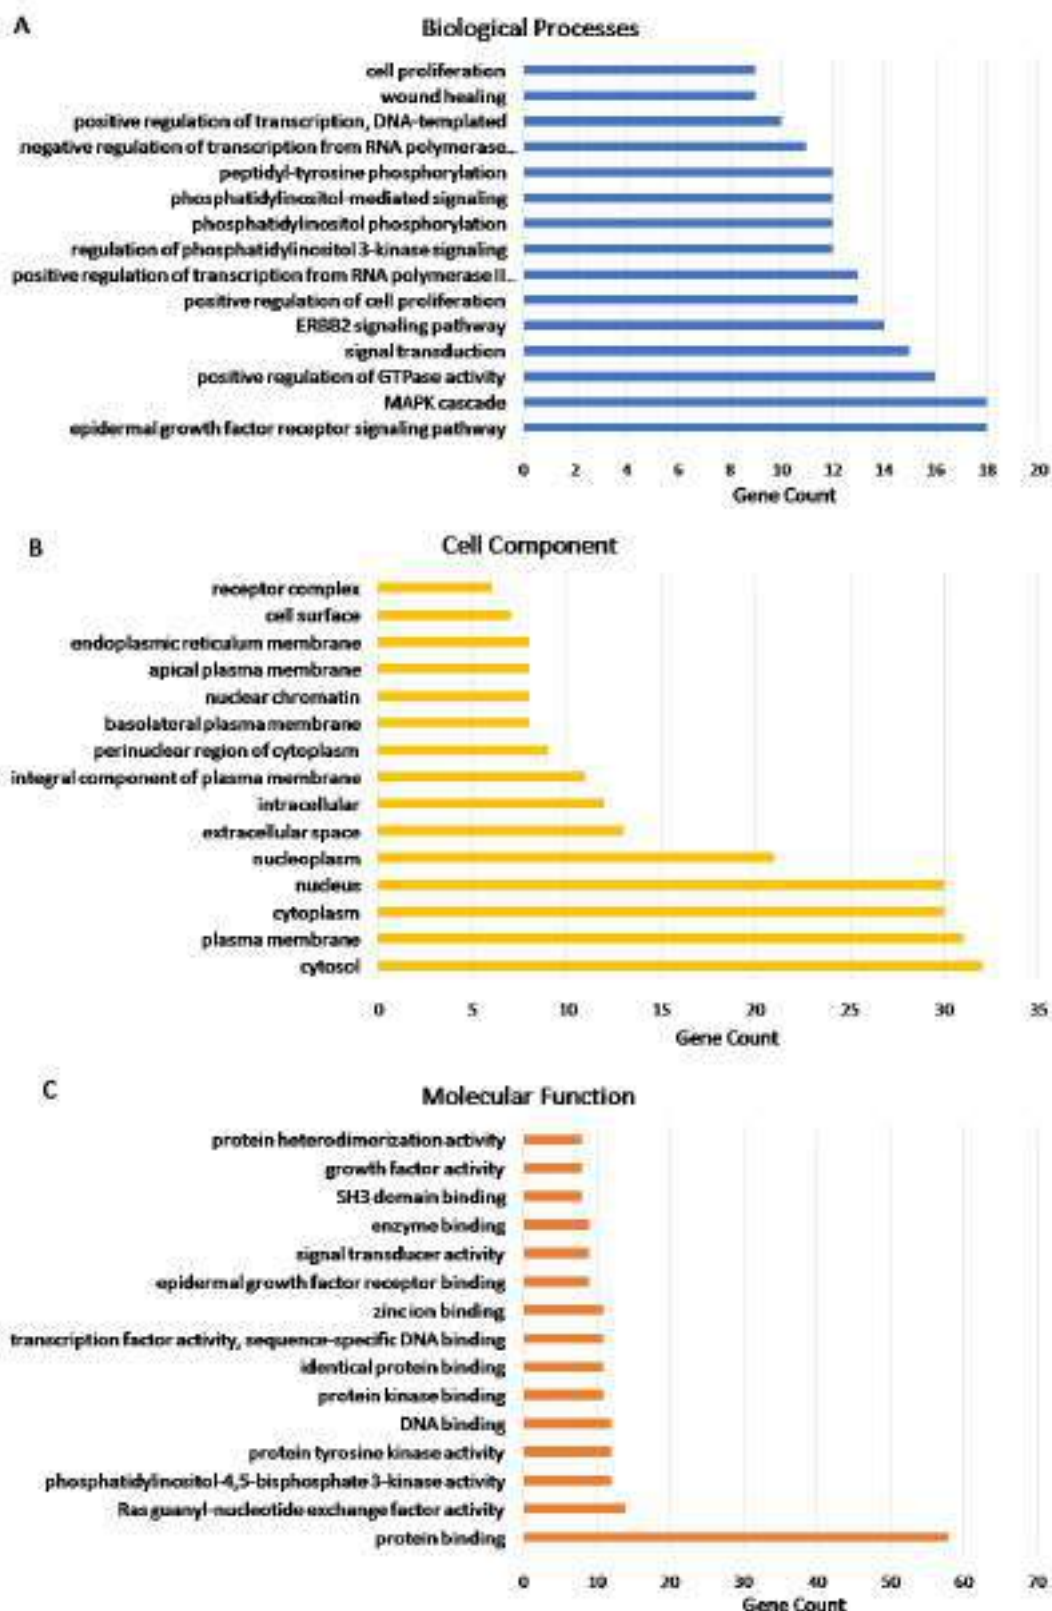 A
Biological Processes
cell proliferation
wound healing
positive regulation of transcription, DNA-templated
negative regulation of transcription from RNA polymerase...
peptidyl-tyrosine phosphorylation
phosphatidylinositol-mediated signaling
phosphatidylinositol phosphorylation
regulation of phosphatidylinositol 3-kinase signaling
positive regulation of transcription from RNA polymerase II...
positive regulation of cell proliferation
ERBB2 signaling pathway
signal transduction
positive regulation of GTPase activity
MAPK cascade
epidermal growth factor receptor signaling pathway
0 2 4 6 8 10 12 14 16 18 20
Gene Count
B
Cell Component
receptor complex
cell surface
endoplasmic reticulum membrane
apical plasma membrane
nuclear chromatin
basolateral plasma membrane
perinuclear region of cytoplasm
integral component of plasma membrane
intracellular
extracellular space
nucleoplasm
nucleus
cytoplasm
plasma membrane
cytosol
0 5 10 15 20 25 30 35
Gene Count
C
Molecular Function
protein heterodimerization activity
growth factor activity
SH3 domain binding
enzyme binding
signal transducer activity
epidermal growth factor receptor binding
zinc ion binding
transcription factor activity, sequence-specific DNA binding
identical protein binding
protein kinase binding
DNA binding
protein tyrosine kinase activity
phosphatidylinositol-4,5-bisphosphate 3-kinase activity
Ras guanyl-nucleotide exchange factor activity
protein binding
0 10 20 30 40 50 60 70
Gene Count